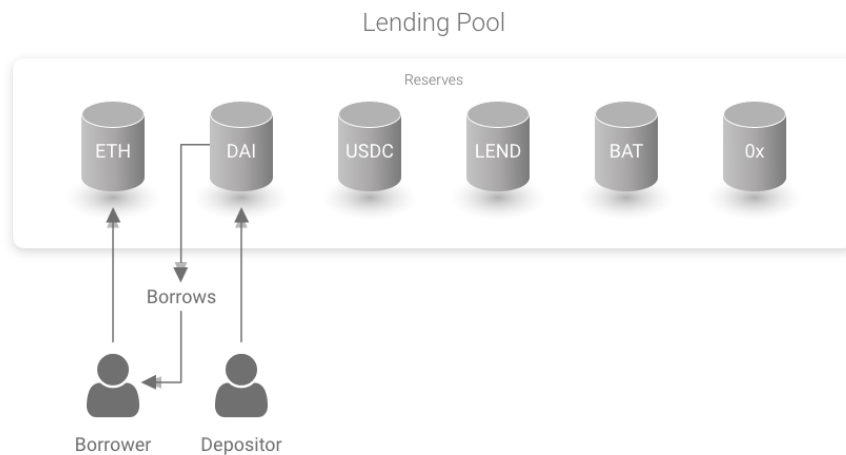 Lending Pool
Reserves
ETH
DAI
USDC
LEND
BAT
0x
Borrows
Borrower
Depositor